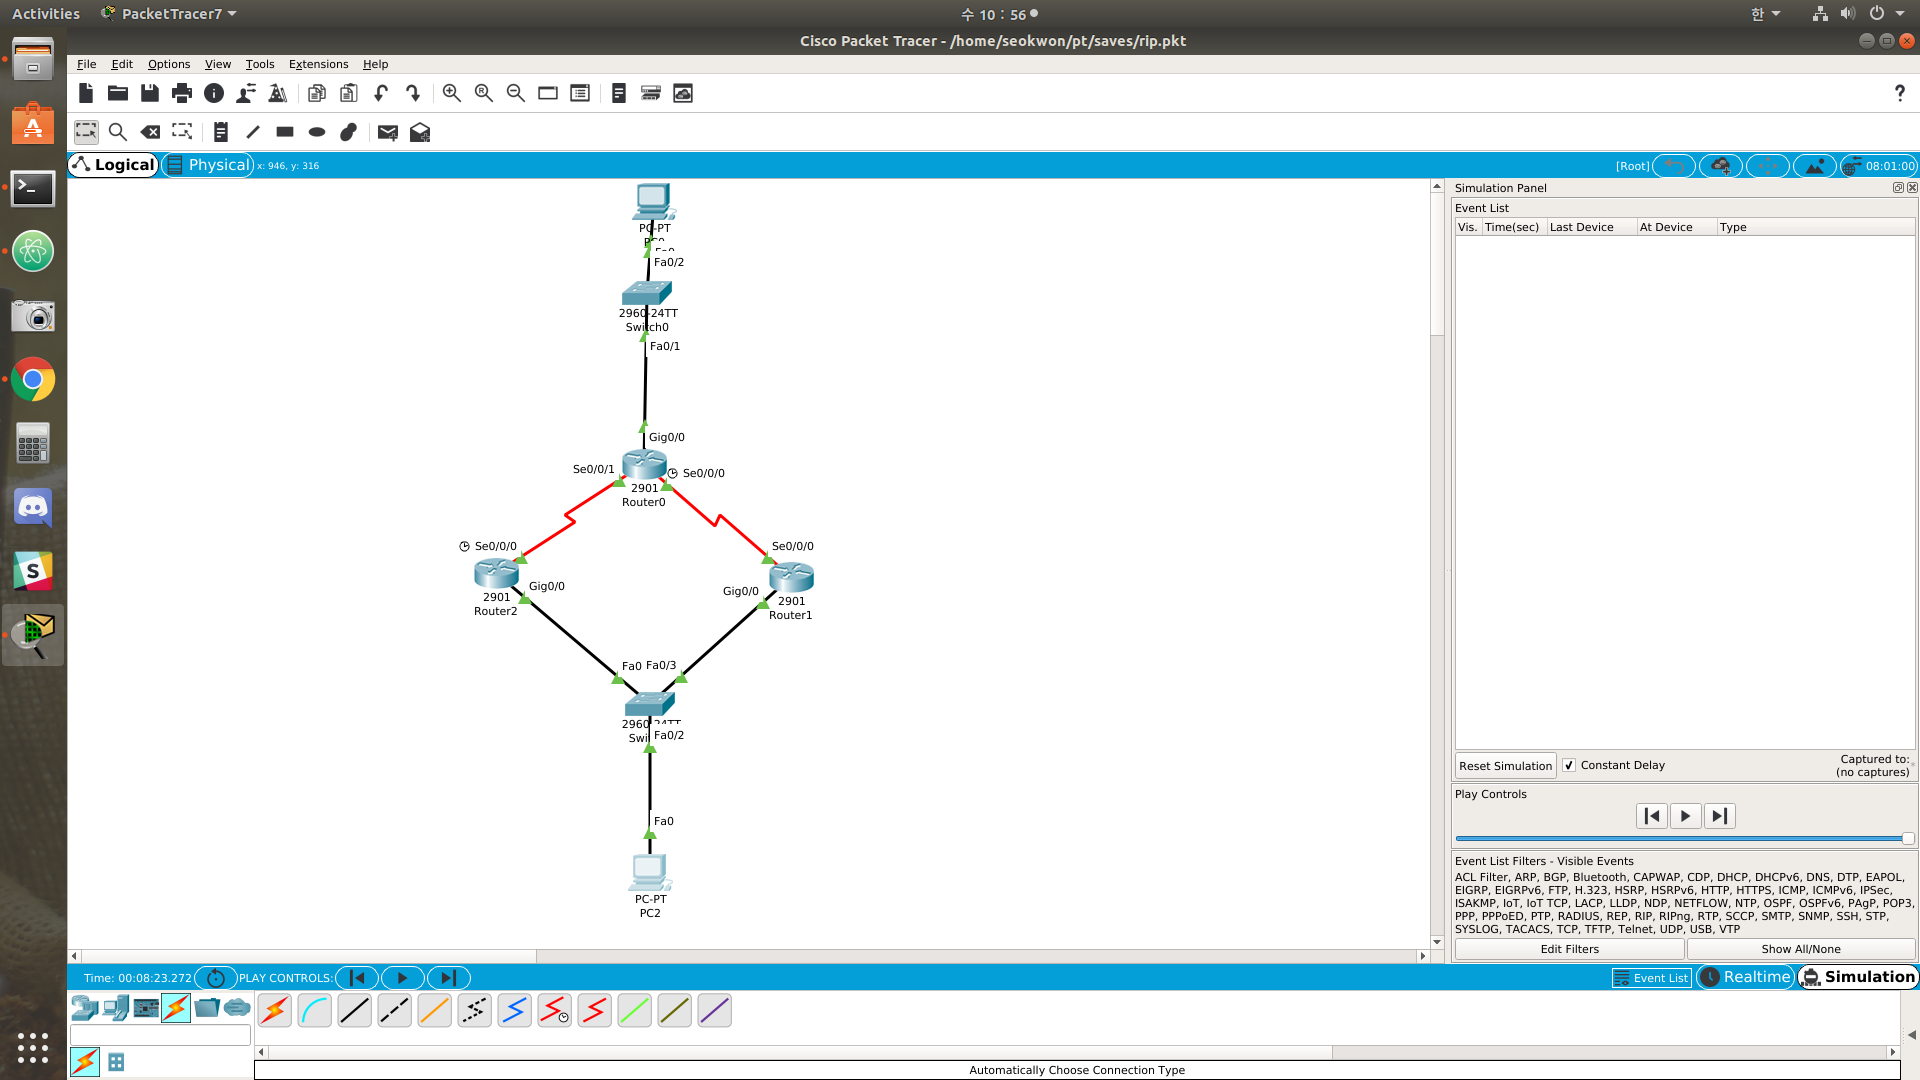 Activities PacketTracer7 수 10 : 56 한
Cisco Packet Tracer - /home/seokwon/pt/saves/rip.pkt
File Edit Options View Tools Extensions Help
Logical Physical x: 946, y: 316 [Root] 08:01:00
Simulation Panel
Event List
Vis. Time(sec) Last Device At Device Type
PC-PT
Fa0/2
2960-24TT
Switch0
Fa0/1
Gig0/0
Se0/0/1 Se0/0/0
2901
Router0
Se0/0/0 Se0/0/0
Gig0/0 Gig0/0
2901 2901
Router2 Router1
Fa0 Fa0/3
2960-24TT
Swi Fa0/2
Fa0
PC-PT
PC2
Reset Simulation Constant Delay Captured to:
(no captures)
Play Controls
Event List Filters - Visible Events
ACL Filter, ARP, BGP, Bluetooth, CAPWAP, CDP, DHCP, DHCPv6, DNS, DTP, EAPOL,
EIGRP, EIGRPv6, FTP, H.323, HSRP, HSRPv6, HTTP, HTTPS, ICMP, ICMPv6, IPSec,
ISAKMP, IoT, IoT TCP, LACP, LLDP, NDP, NETFLOW, NTP, OSPF, OSPFv6, PAgP, POP3,
PPP, PPPoED, PTP, RADIUS, REP, RIP, RIPng, RTP, SCCP, SMTP, SNMP, SSH, STP,
SYSLOG, TACACS, TCP, TFTP, Telnet, UDP, USB, VTP
Edit Filters Show All/None
Time: 00:08:23.272 PLAY CONTROLS: Event List Realtime Simulation
Automatically Choose Connection Type